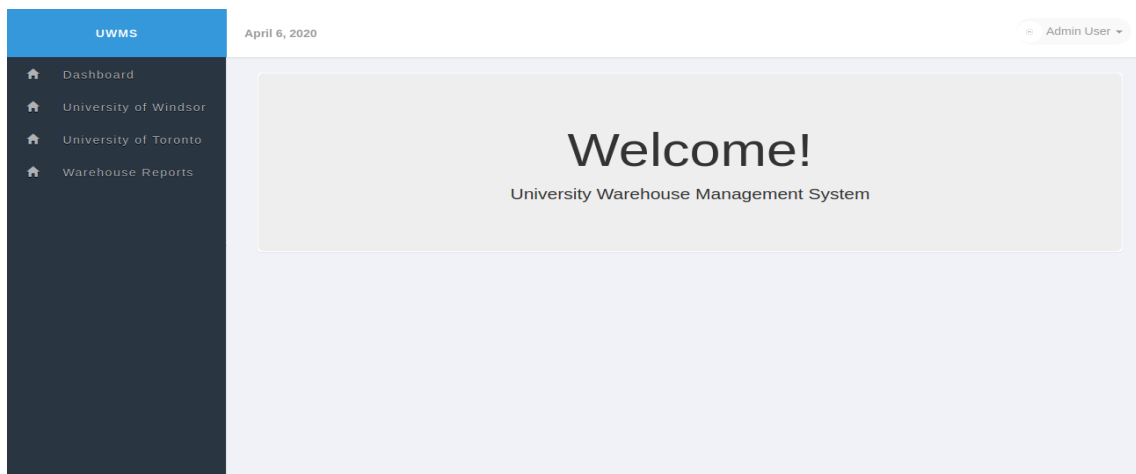 UWMS
April 6, 2020
Admin User
Dashboard
University of Windsor
University of Toronto
Warehouse Reports
Welcome!
University Warehouse Management System